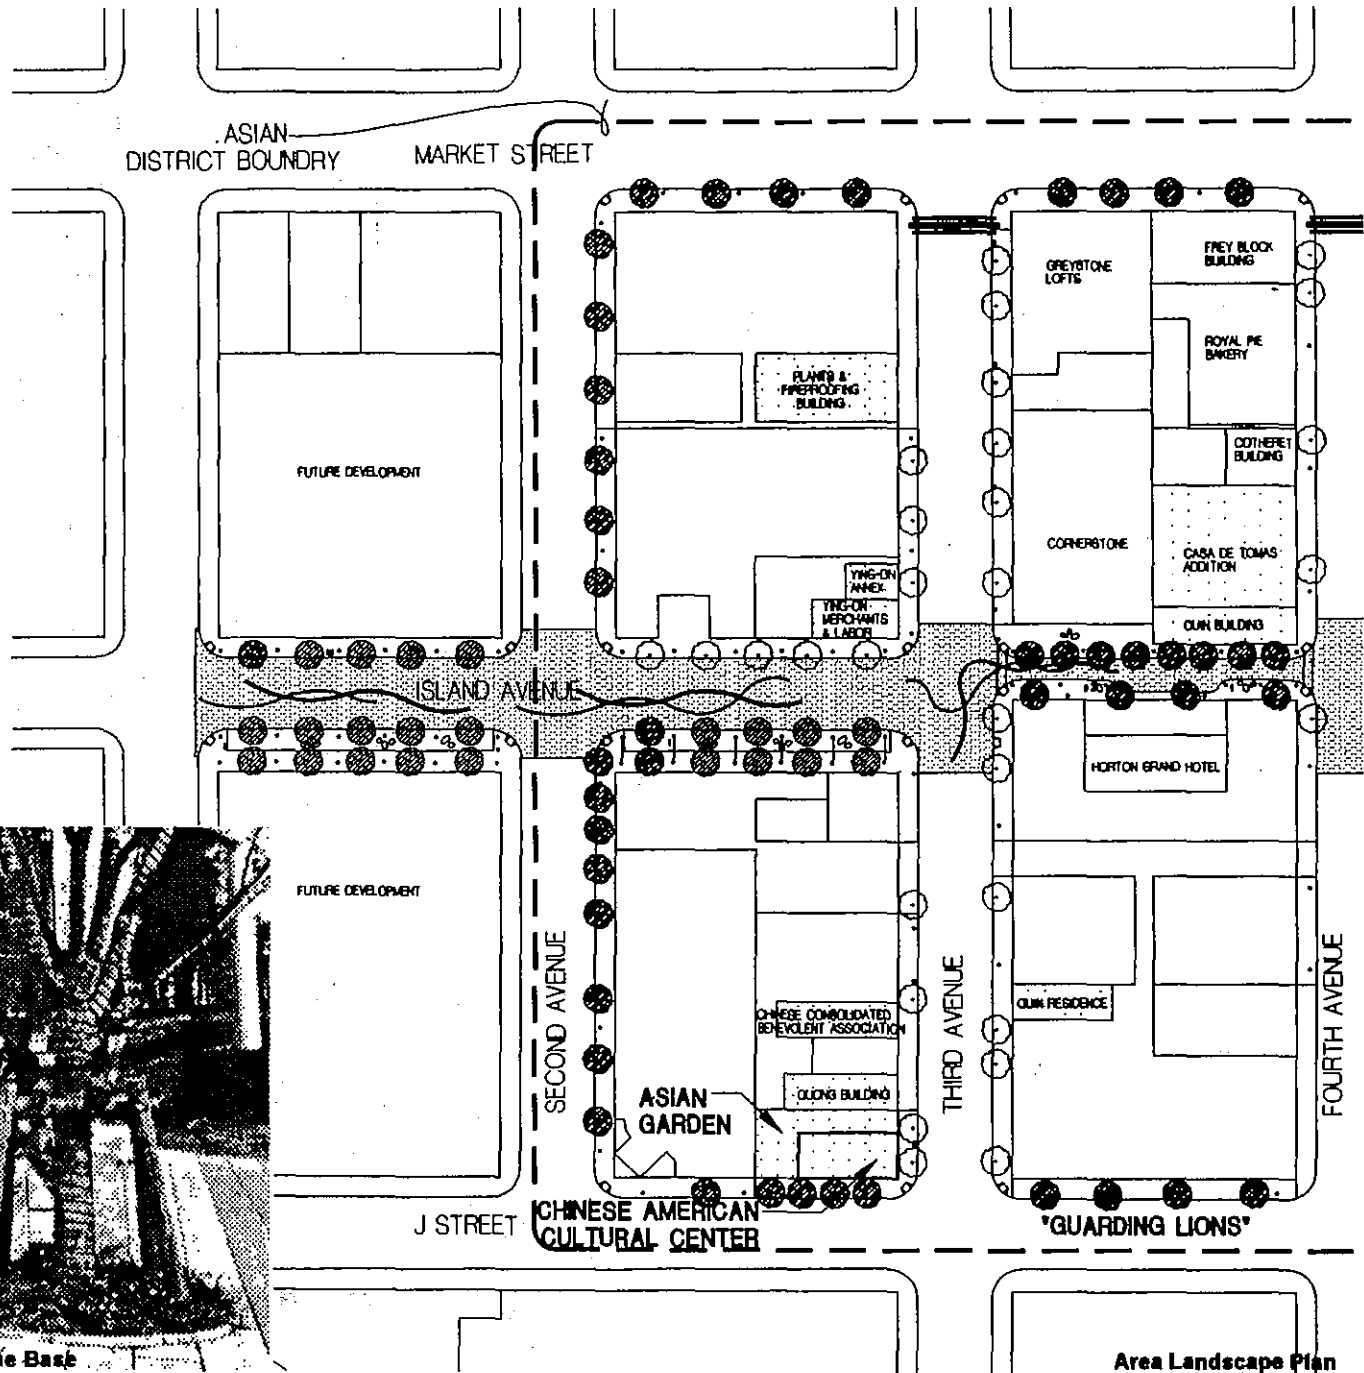 ASIAN
DISTRICT BOUNDRY
MARKET STREET
GREYSTONE
LOFTS
FREY BLOCK
BUILDING
ROYAL PIE
BAKERY
PLANTS &
FIREPROOFING
BUILDING
COTHERET
BUILDING
FUTURE DEVELOPMENT
CORNERSTONE
CASA DE TOMAS
ADDITION
YING-ON
ANNEX
YING-ON
MERCHANTS
& LABOR
QUIN BUILDING
ISLAND AVENUE
HORTON GRAND HOTEL
FUTURE DEVELOPMENT
SECOND AVENUE
THIRD AVENUE
FOURTH AVENUE
QUIN RESIDENCE
CHINESE CONSOLIDATED
BENEVOLENT ASSOCIATION
QUONG BUILDING
ASIAN
GARDEN
J STREET
CHINESE AMERICAN
CULTURAL CENTER
"GUARDING LIONS"
Base
Area Landscape Plan